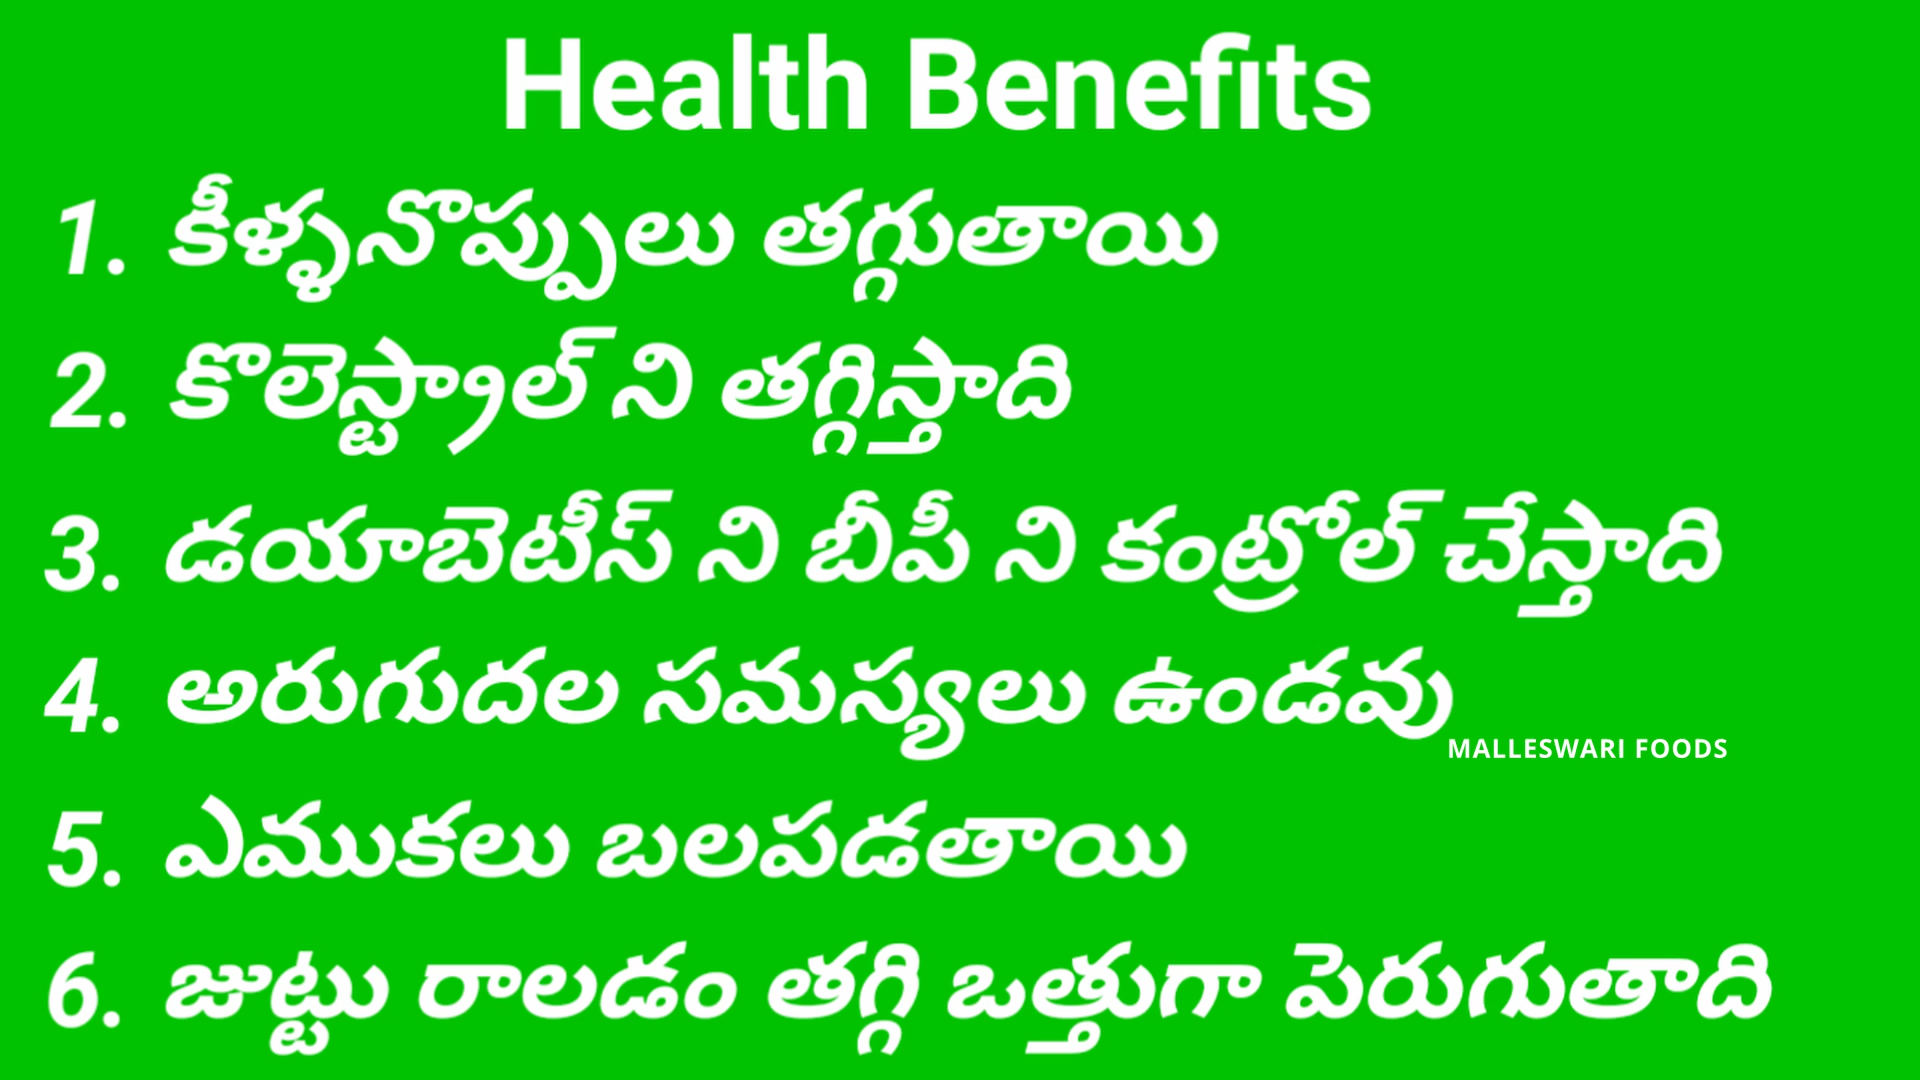 Health Benefits
1. కీళ్ళనొప్పులు తగ్గుతాయి
2. కొలెస్ట్రాల్ ని తగ్గిస్తాది
3. డయాబెటీస్ ని బీపీ ని కంట్రోల్ చేస్తాది
4. అరుగుదల సమస్యలు ఉండవు
MALLESWARI FOODS
5. ఎముకలు బలపడతాయి
6. జుట్టు రాలడం తగ్గి ఒత్తుగా పెరుగుతాది